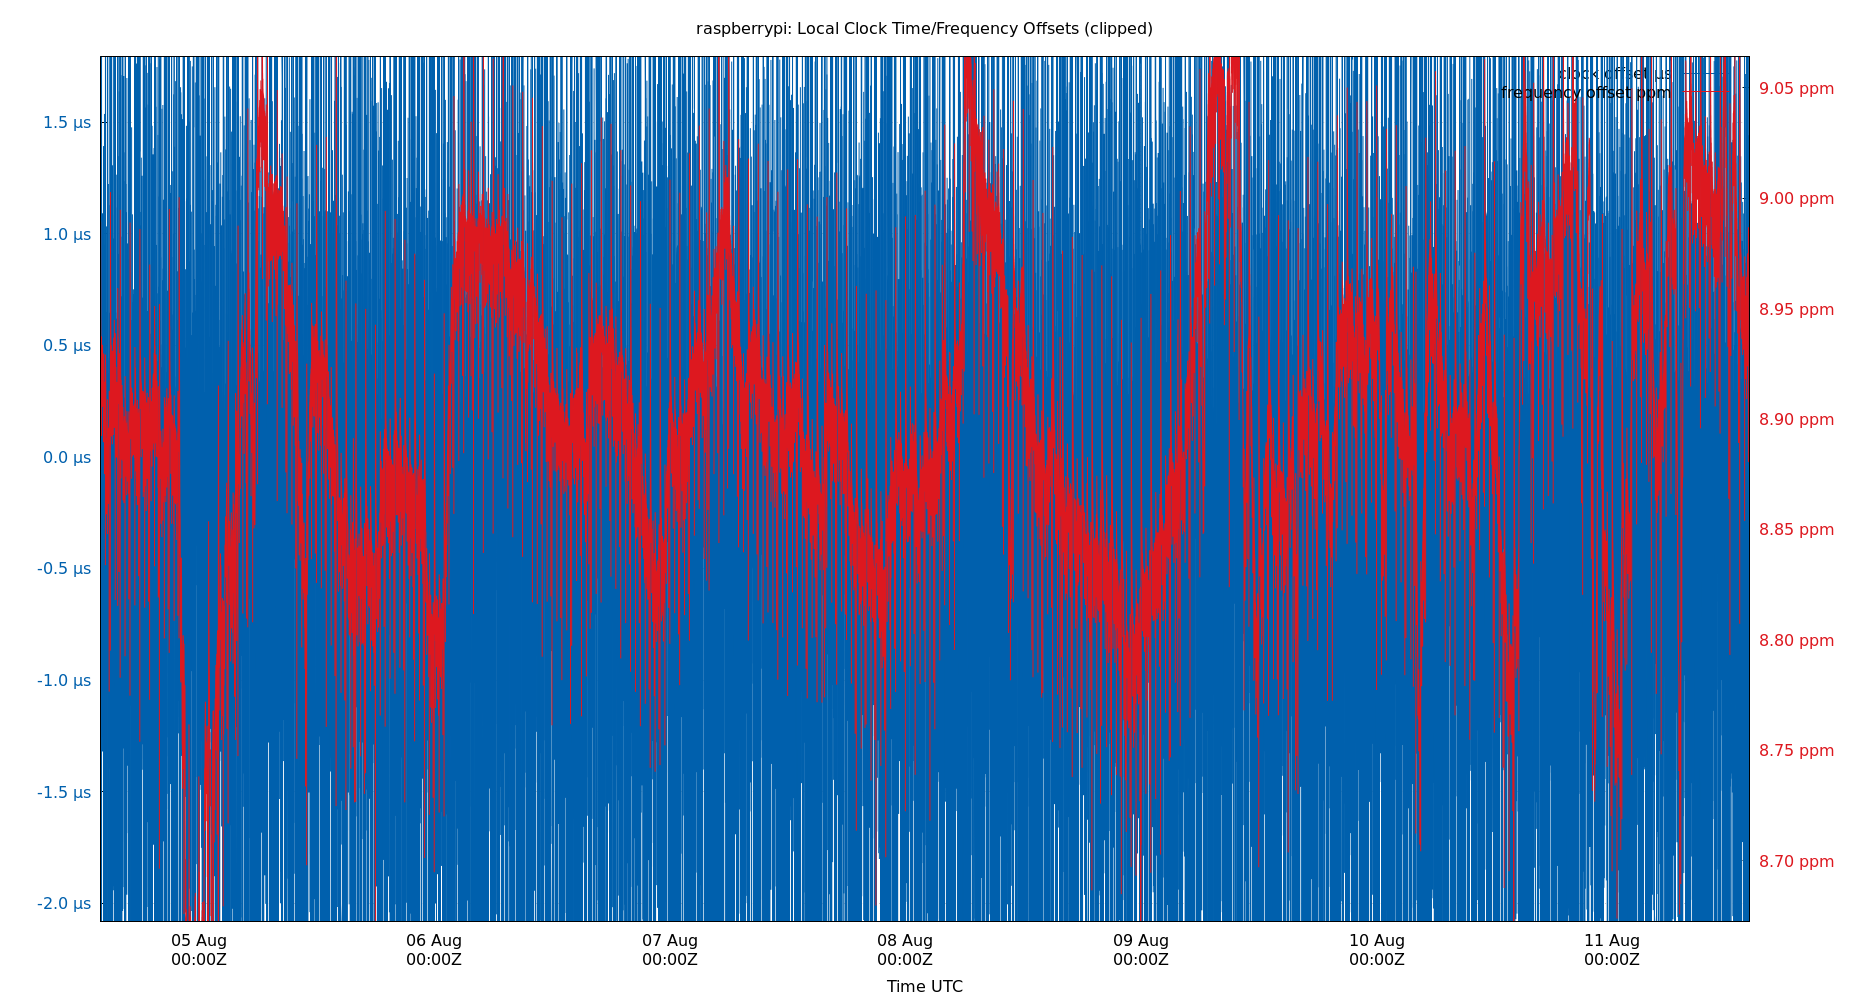 raspberrypi: Local Clock Time/Frequency Offsets (clipped)
clock offset µs
frequency offset ppm
1.5 µs
1.0 µs
0.5 µs
0.0 µs
-0.5 µs
-1.0 µs
-1.5 µs
-2.0 µs
9.05 ppm
9.00 ppm
8.95 ppm
8.90 ppm
8.85 ppm
8.80 ppm
8.75 ppm
8.70 ppm
05 Aug
00:00Z
06 Aug
00:00Z
07 Aug
00:00Z
08 Aug
00:00Z
09 Aug
00:00Z
10 Aug
00:00Z
11 Aug
00:00Z
Time UTC